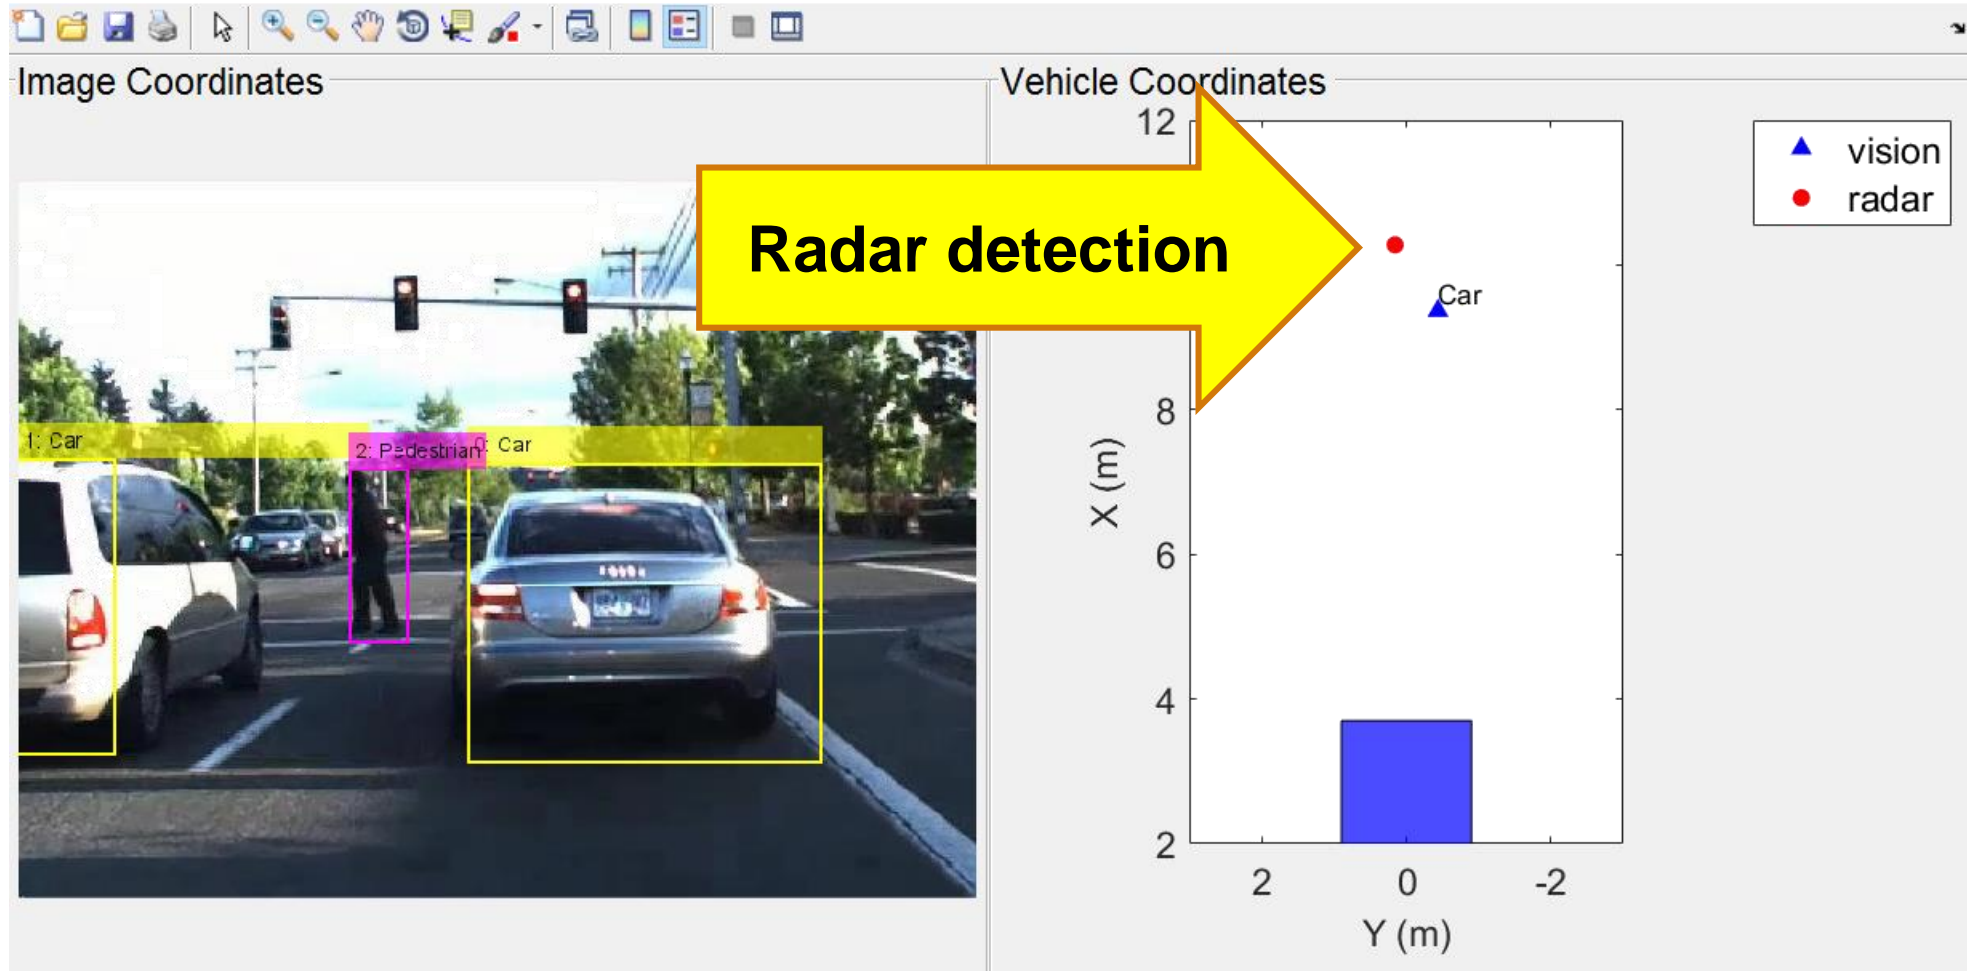 Image Coordinates
Vehicle Coordinates
12
vision
radar
Radar detection
Car
8
1: Car
2: Pedestrian
0: Car
X (m)
6
4
2
2 0 -2
Y (m)